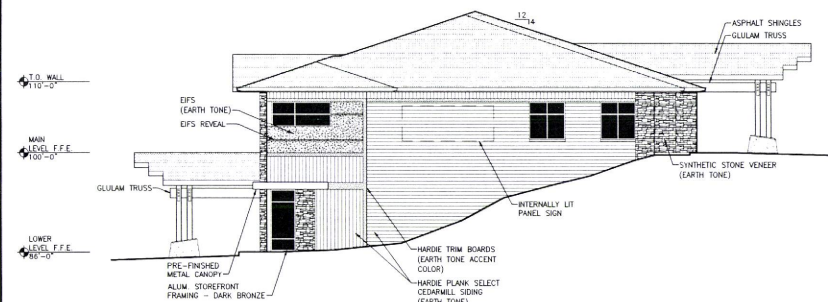 12
14
ASPHALT SHINGLES
GLULAM TRUSS
T.O. WALL
110'-0"
EIFS
(EARTH TONE)
EIFS REVEAL
MAIN
LEVEL F.F.E.
100'-0"
SYNTHETIC STONE VENEER
(EARTH TONE)
GLULAM TRUSS
INTERNALLY LIT
PANEL SIGN
LOWER
LEVEL F.F.E.
86'-0"
HARDIE TRIM BOARDS
(EARTH TONE ACCENT
COLOR)
PRE-FINISHED
METAL CANOPY
HARDIE PLANK SELECT
CEDARMILL SIDING
(EARTH TONE)
ALUM. STOREFRONT
FRAMING - DARK BRONZE